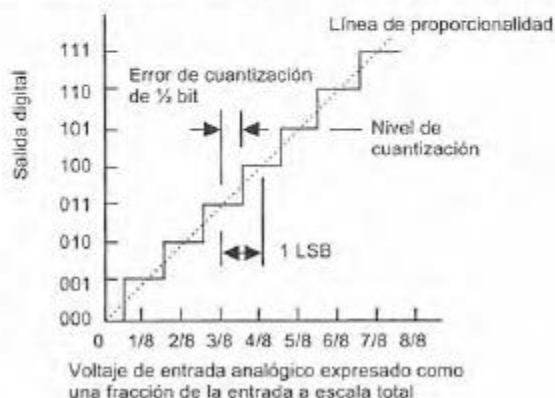 Línea de proporcionalidad
Salida digital
111
110
101
100
011
010
001
000
Error de cuantización
de ½ bit
Nivel de
cuantización
1 LSB
0 1/8 2/8 3/8 4/8 5/8 6/8 7/8 8/8
Voltaje de entrada analógico expresado como
una fracción de la entrada a escala total